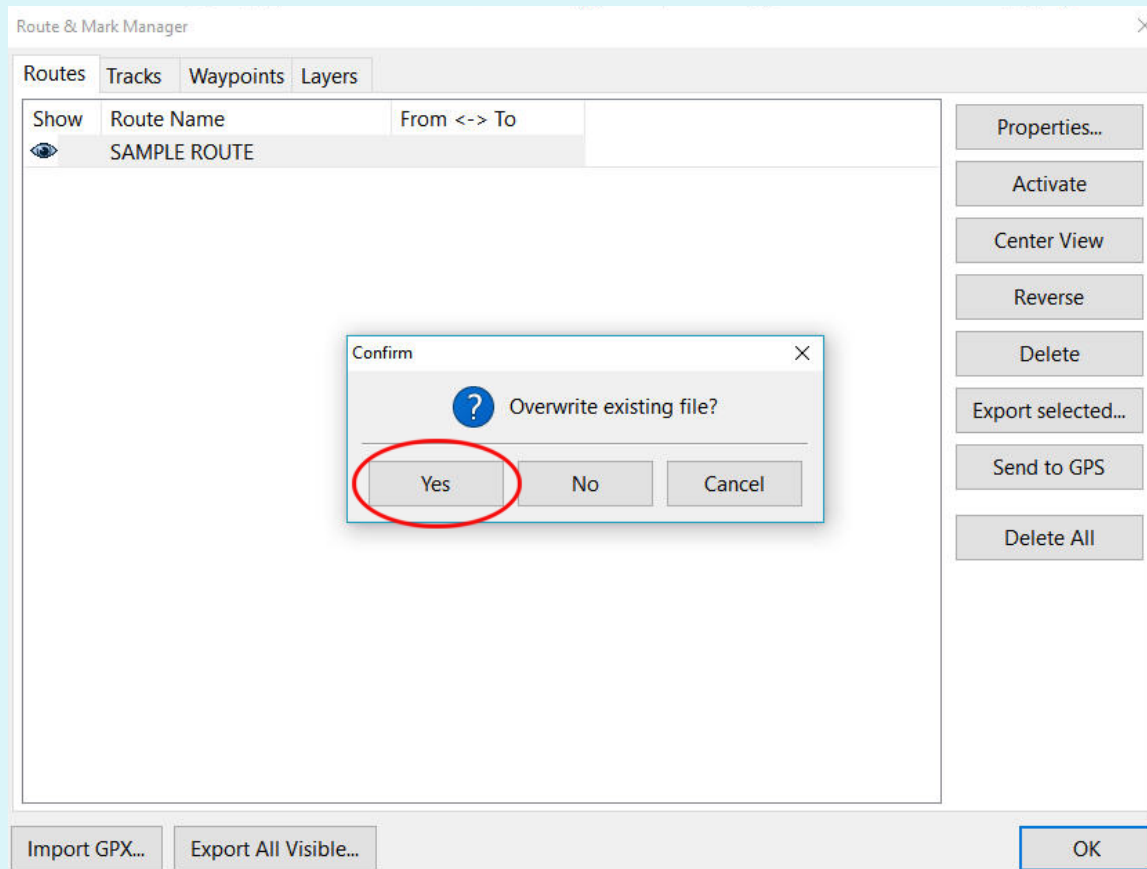 Route & Mark Manager
Routes Tracks Waypoints Layers
Show Route Name From <-> To
SAMPLE ROUTE
Properties...
Activate
Center View
Reverse
Delete
Export selected...
Send to GPS
Delete All
Confirm
Overwrite existing file?
Yes No Cancel
Import GPX... Export All Visible... OK